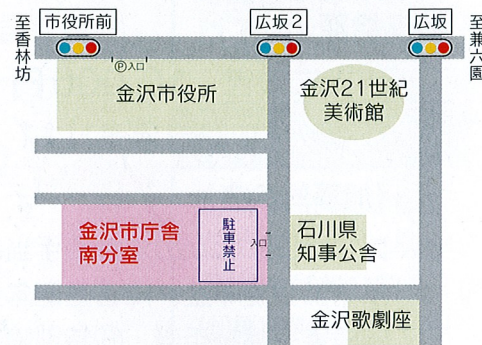 至香林坊
市役所前
広坂2
広坂
至兼六園
Ⓟ入口
金沢市役所
金沢21世紀
美術館
金沢市庁舎
南分室
駐車禁止
入口
石川県
知事公舎
金沢歌劇座